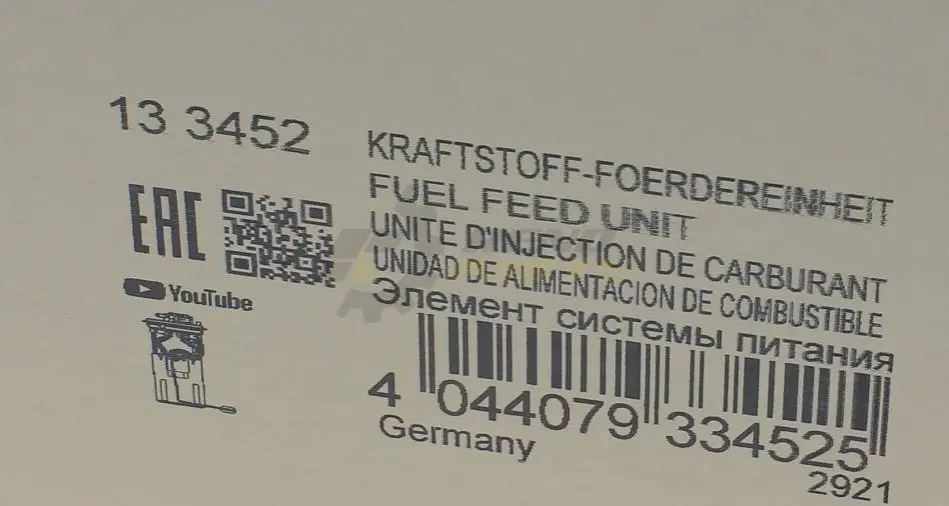 13 3452
KRAFTSTOFF-FOERDEREINHEIT
FUEL FEED UNIT
UNITE D'INJECTION DE CARBURANT
UNIDAD DE ALIMENTACION DE COMBUSTIBLE
Элемент системы питания
EAC
YouTube
4 044079 334525
Germany
2921